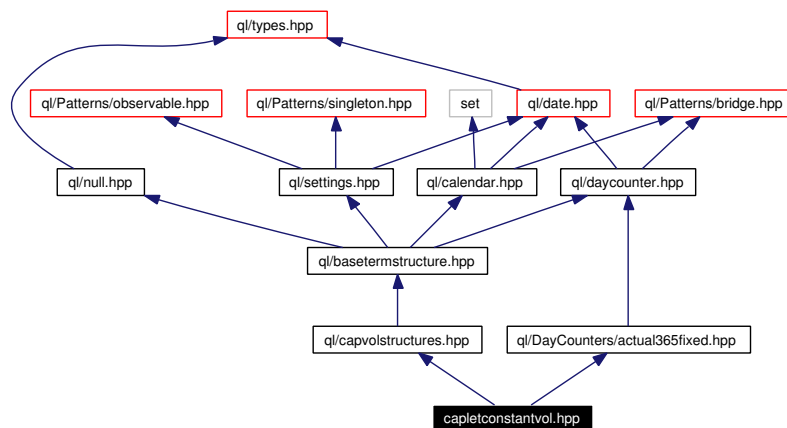 ql/types.hpp
ql/Patterns/observable.hpp
ql/Patterns/singleton.hpp
set
ql/date.hpp
ql/Patterns/bridge.hpp
ql/null.hpp
ql/settings.hpp
ql/calendar.hpp
ql/daycounter.hpp
ql/basetermstructure.hpp
ql/capvolstructures.hpp
ql/DayCounters/actual365fixed.hpp
capletconstantvol.hpp